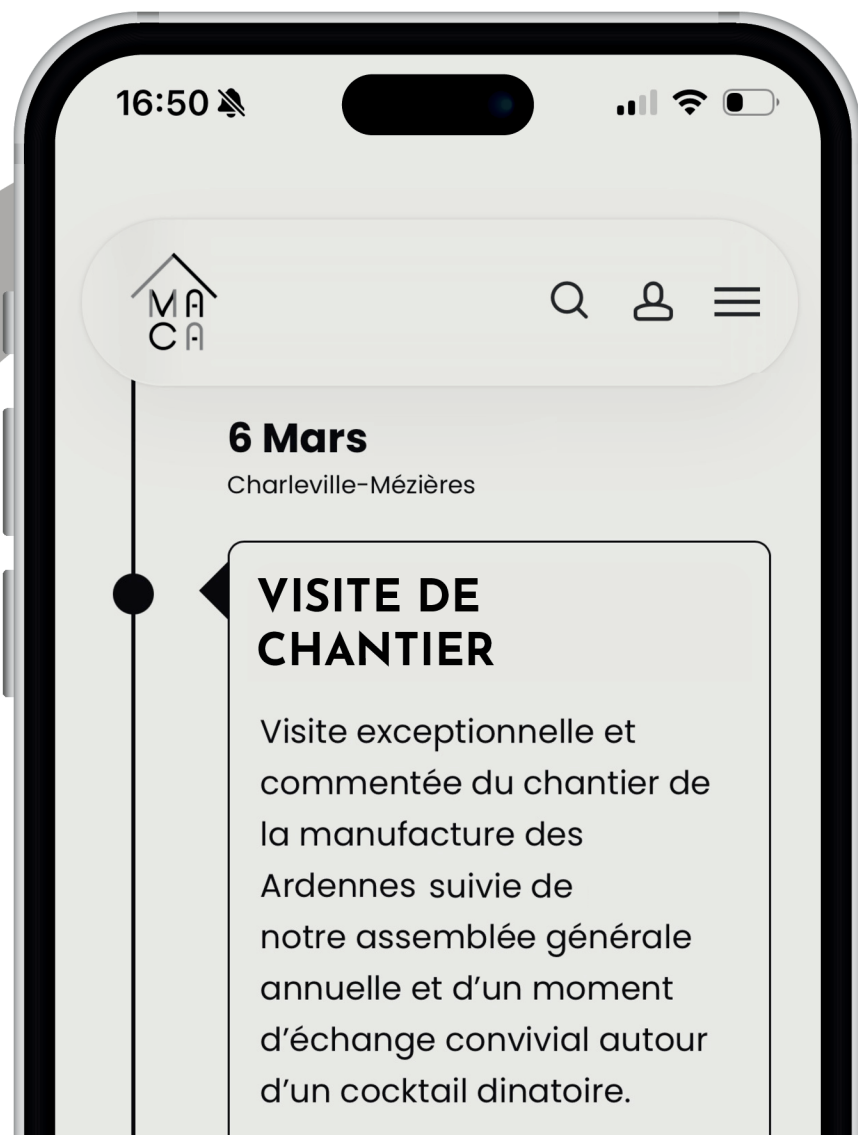 16:50
MA
CA
6 Mars
Charleville-Mézières
VISITE DE
CHANTIER
Visite exceptionnelle et
commentée du chantier de
la manufacture des
Ardennes suivie de
notre assemblée générale
annuelle et d’un moment
d’échange convivial autour
d’un cocktail dinatoire.